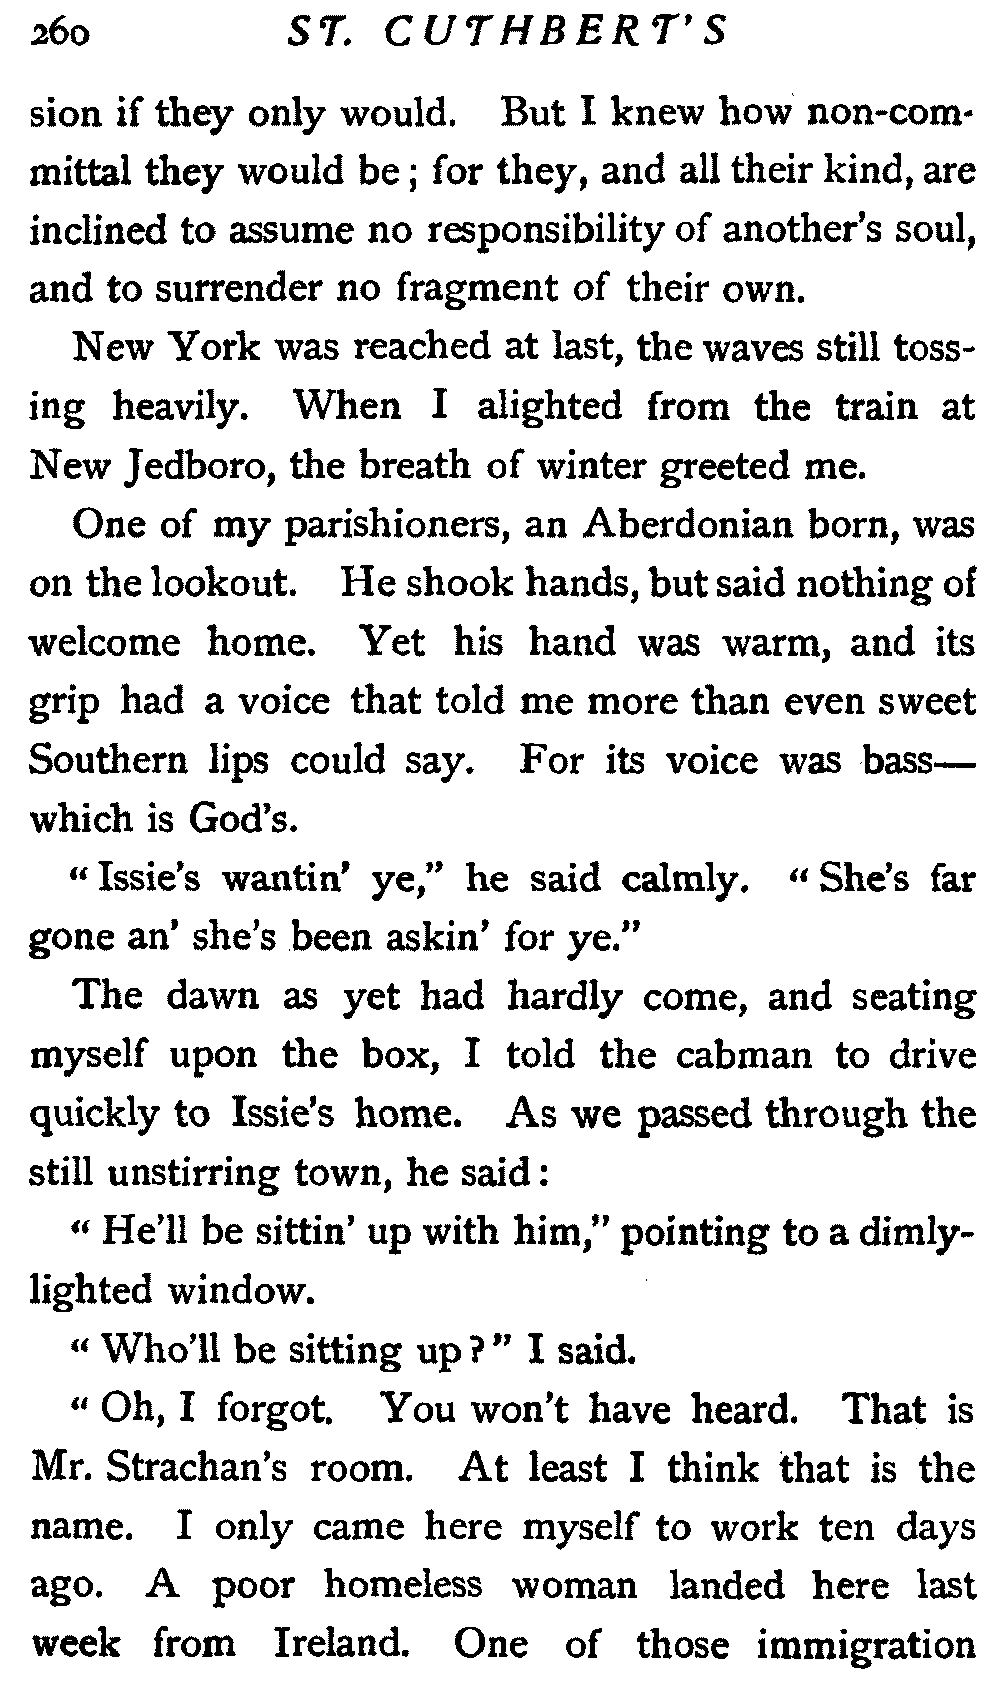 260 ST. CUTHBERT'S
sion if they only would. But I knew how non-com-
mittal they would be; for they, and all their kind, are
inclined to assume no responsibility of another's soul,
and to surrender no fragment of their own.
New York was reached at last, the waves still toss-
ing heavily. When I alighted from the train at
New Jedboro, the breath of winter greeted me.
One of my parishioners, an Aberdonian born, was
on the lookout. He shook hands, but said nothing of
welcome home. Yet his hand was warm, and its
grip had a voice that told me more than even sweet
Southern lips could say. For its voice was bass—
which is God's.
"Issie's wantin' ye," he said calmly. "She's far
gone an' she's been askin' for ye."
The dawn as yet had hardly come, and seating
myself upon the box, I told the cabman to drive
quickly to Issie's home. As we passed through the
still unstirring town, he said:
"He'll be sittin' up with him," pointing to a dimly-
lighted window.
"Who'll be sitting up?" I said.
"Oh, I forgot. You won't have heard. That is
Mr. Strachan's room. At least I think that is the
name. I only came here myself to work ten days
ago. A poor homeless woman landed here last
week from Ireland. One of those immigration